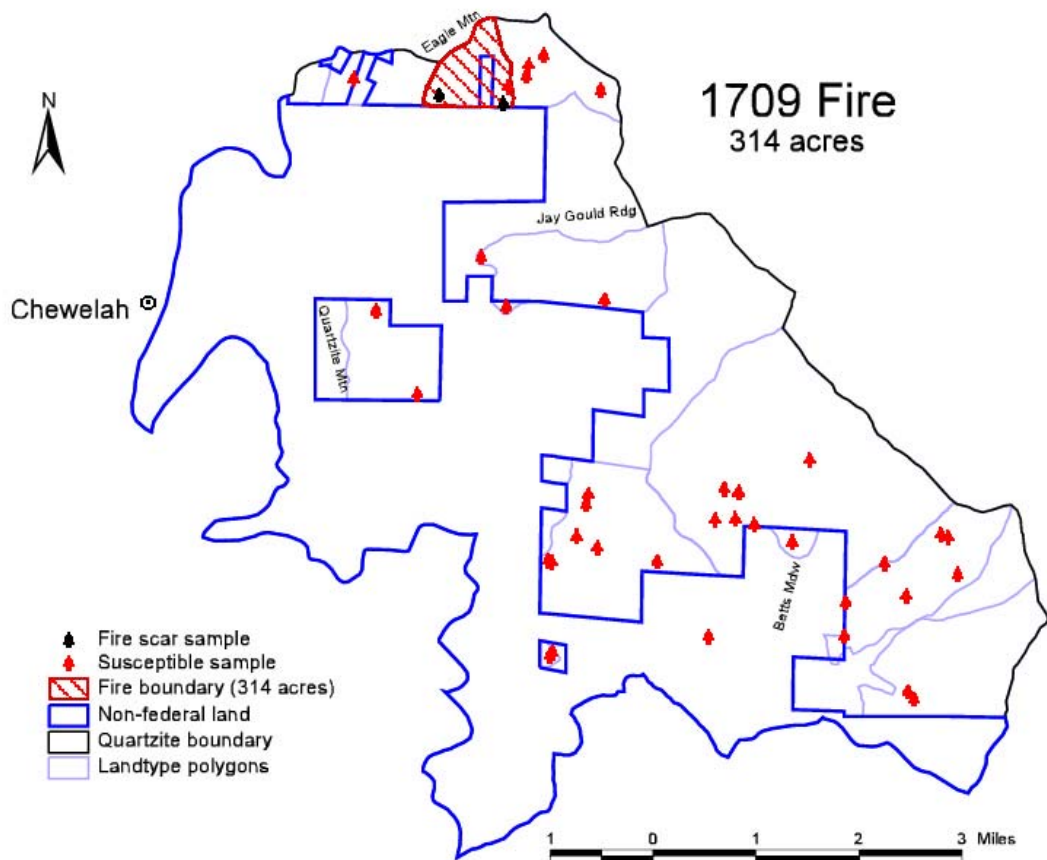 Eagle Mtn
N
1709 Fire
314 acres
Jay Gould Rdg
Chewelah
Quartzite Mtn
Betts Mdw
Fire scar sample
Susceptible sample
Fire boundary (314 acres)
Non-federal land
Quartzite boundary
Landtype polygons
1 0 1 2 3 Miles